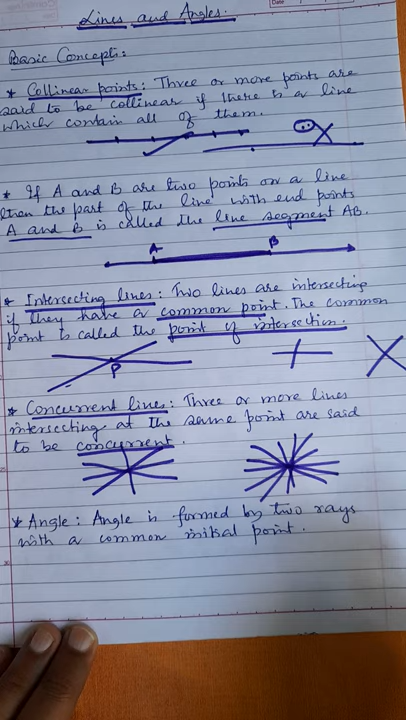 Lines and Angles.
Date
Basic Concept:
* Collinear points: Three or more points are
said to be collinear if there is a line
which contain all of them.
* If A and B are two points on a line
then the part of the line with end points
A and B is called the line segment AB.
A B
* Intersecting lines: Two lines are intersecting
if they have a common point. The common
point is called the point of intersection.
P
* Concurrent lines: Three or more lines
intersecting at the same point are said
to be concurrent.
* Angle: Angle is formed by two rays
with a common initial point.